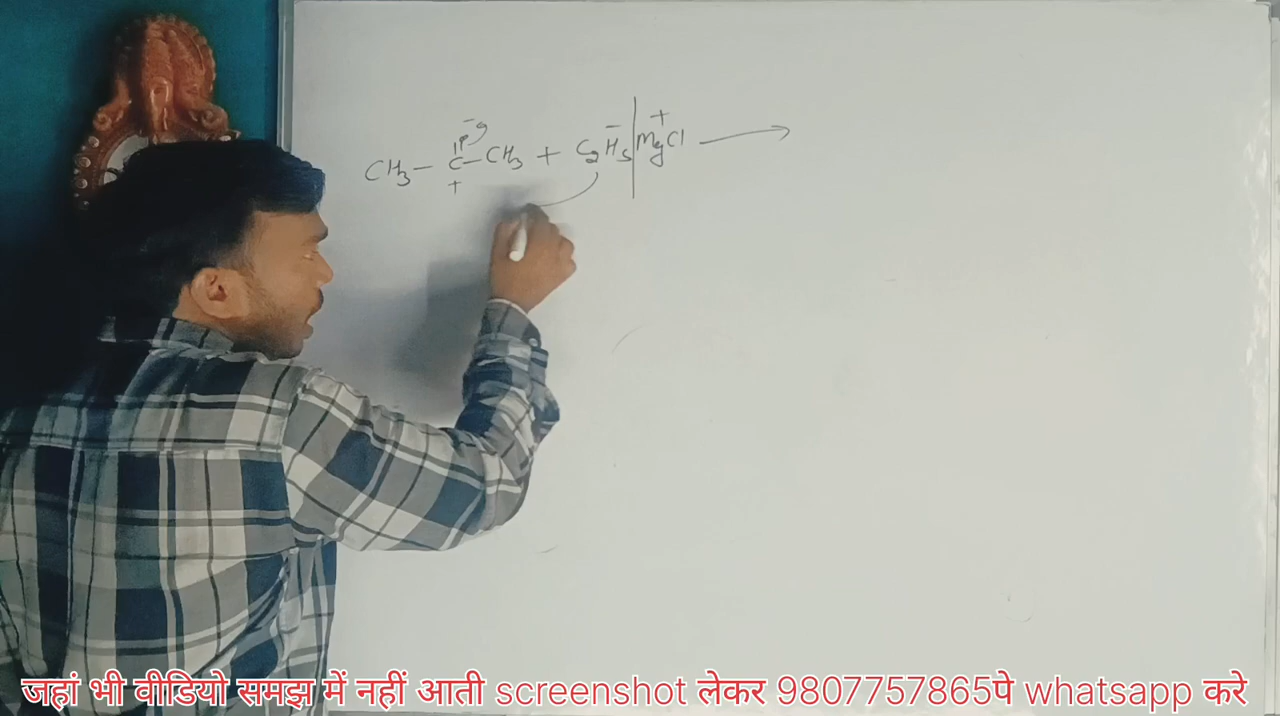 CH₃ – C – CH₃ + C₂H₅ | MgCl ⟶
जहां भी वीडियो समझ में नहीं आती screenshot लेकर 9807757865पे whatsapp करे